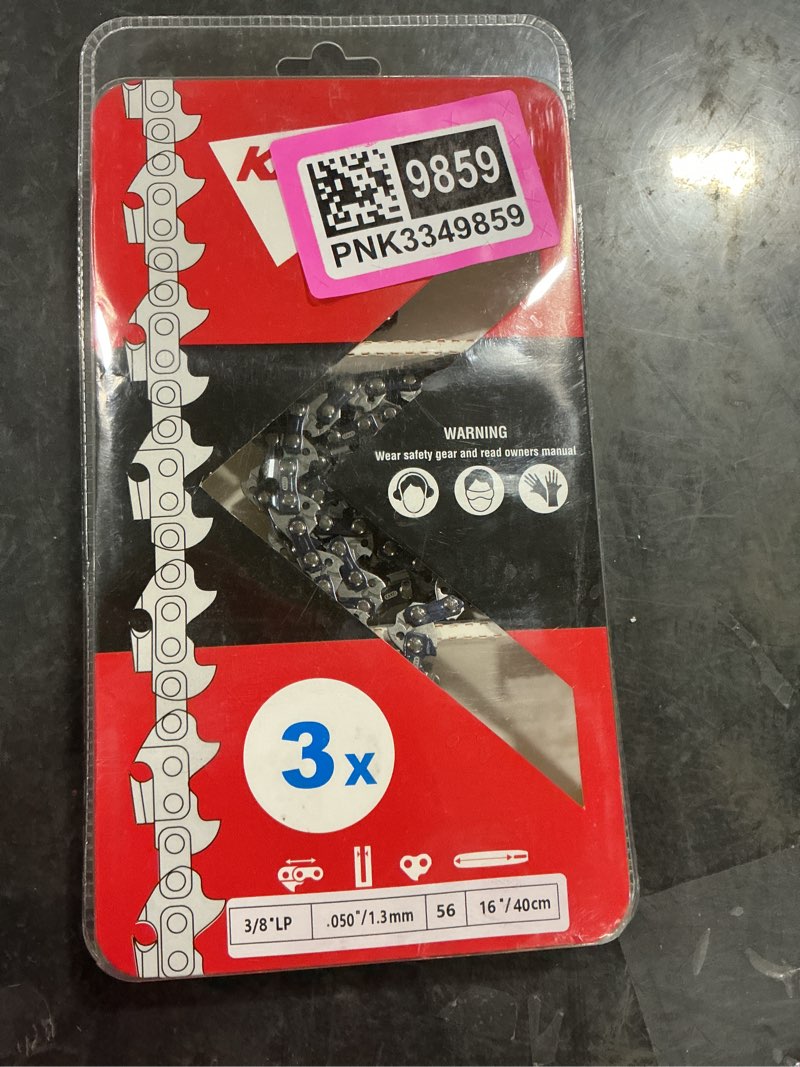 9859
PNK3349859
WARNING
Wear safety gear and read owners manual
3 x
3/8"LP .050"/1.3mm 56 16"/40cm